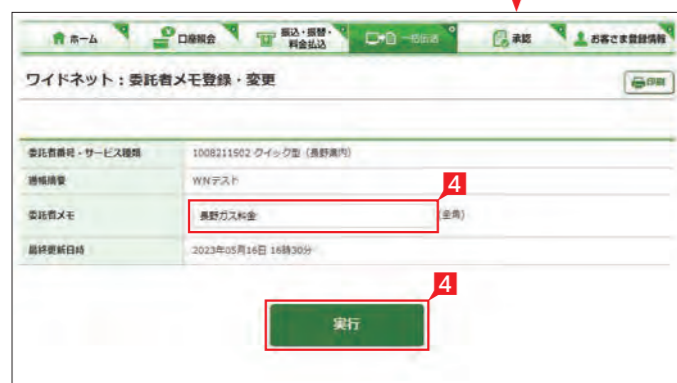 ホーム 口座照会 振込・振替・料金払込 一括伝送 承認 お客さま登録情報
ワイドネット：委託者メモ登録・変更
印刷
委託者番号・サービス種類 1008211502 クイック型（長野県内）
通帳摘要 WNテスト
4
委託者メモ 長野ガス料金 (全角)
最終更新日時 2023年05月16日 16時30分
4
実行